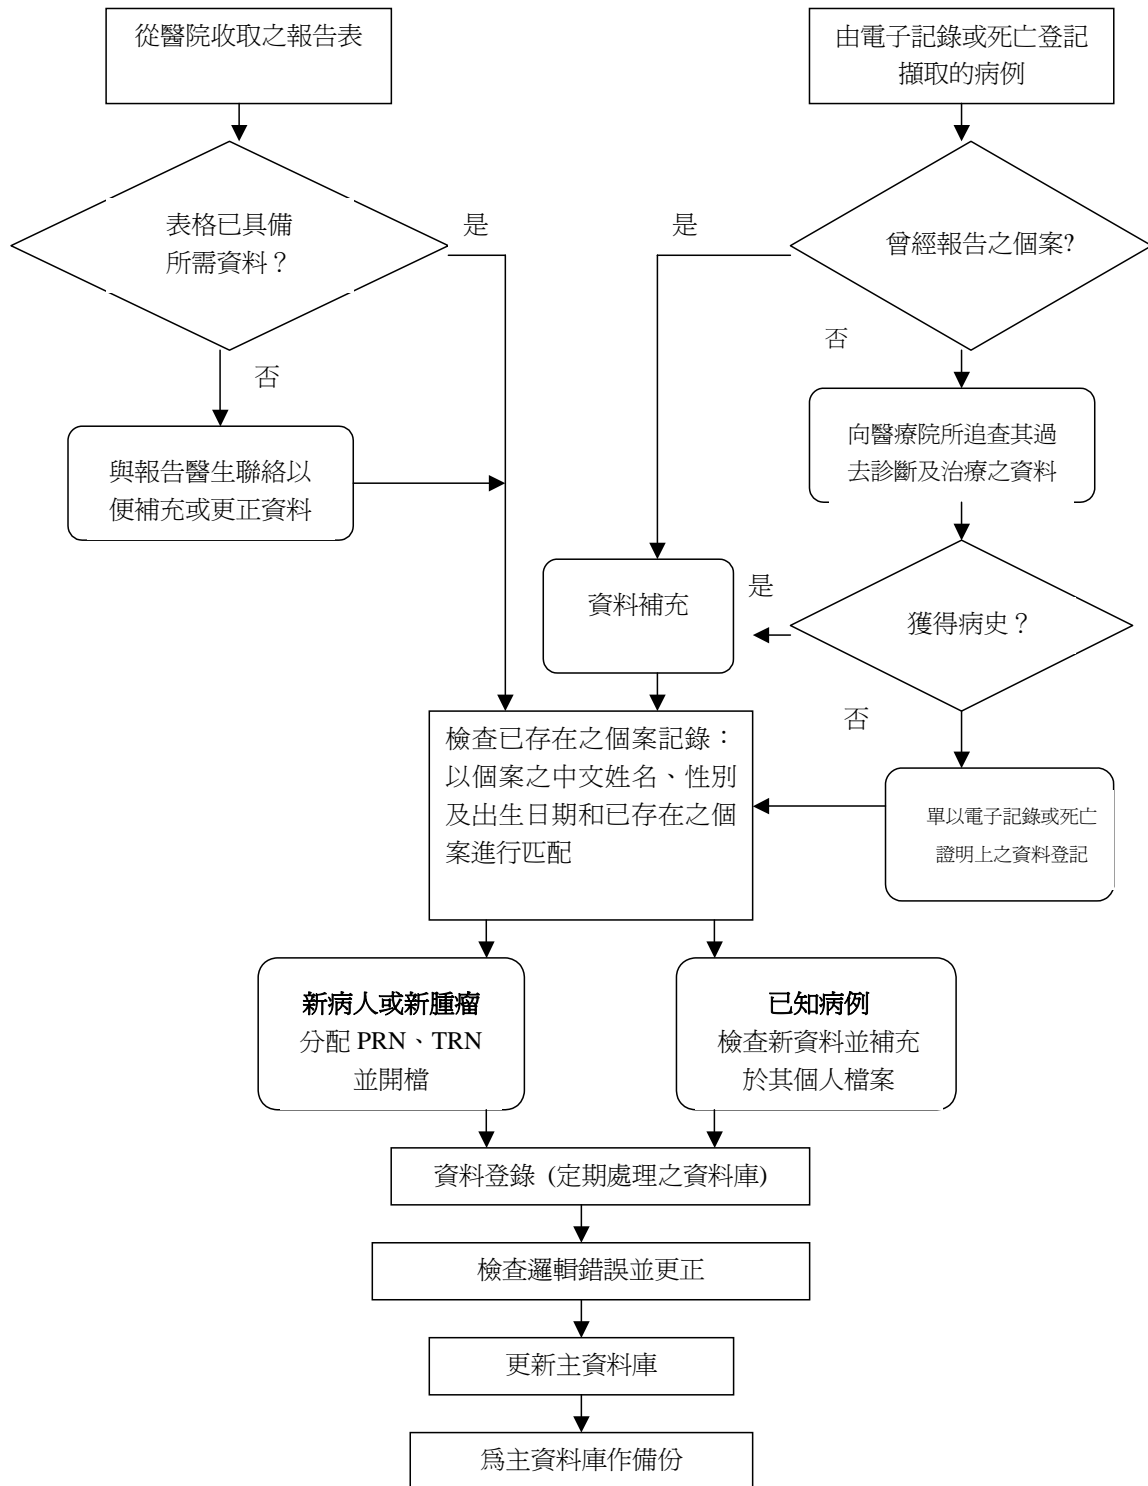 從醫院收取之報告表
由電子記錄或死亡登記
擷取的病例
表格已具備
所需資料？
是
是
曾經報告之個案?
否
否
與報告醫生聯絡以
便補充或更正資料
向醫療院所追查其過
去診斷及治療之資料
資料補充
是
獲得病史？
否
檢查已存在之個案記錄：
以個案之中文姓名、性別
及出生日期和已存在之個
案進行匹配
單以電子記錄或死亡
證明上之資料登記
新病人或新腫瘤
分配 PRN、TRN
並開檔
已知病例
檢查新資料並補充
於其個人檔案
資料登錄 (定期處理之資料庫)
檢查邏輯錯誤並更正
更新主資料庫
為主資料庫作備份